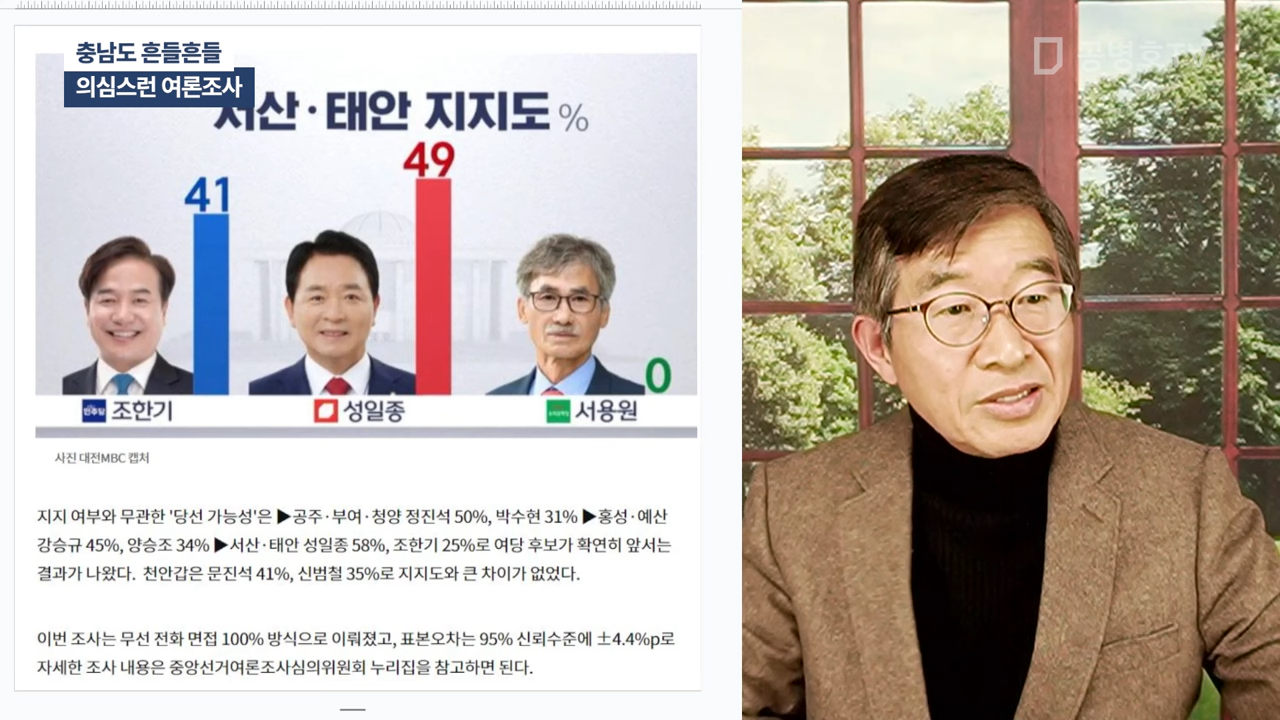 충남도 흔들흔들
의심스런 여론조사
서산·태안 지지도 %
41
49
0
민주당 조한기
성일종
서용원
사진 대전MBC 캡처
지지 여부와 무관한 '당선 가능성'은 ▶공주·부여·청양 정진석 50%, 박수현 31% ▶홍성·예산
강승규 45%, 양승조 34% ▶서산·태안 성일종 58%, 조한기 25%로 여당 후보가 확연히 앞서는
결과가 나왔다. 천안갑은 문진석 41%, 신범철 35%로 지지도와 큰 차이가 없었다.
이번 조사는 무선 전화 면접 100% 방식으로 이뤄졌고, 표본오차는 95% 신뢰수준에 ±4.4%p로
자세한 조사 내용은 중앙선거여론조사심의위원회 누리집을 참고하면 된다.
공병호TV